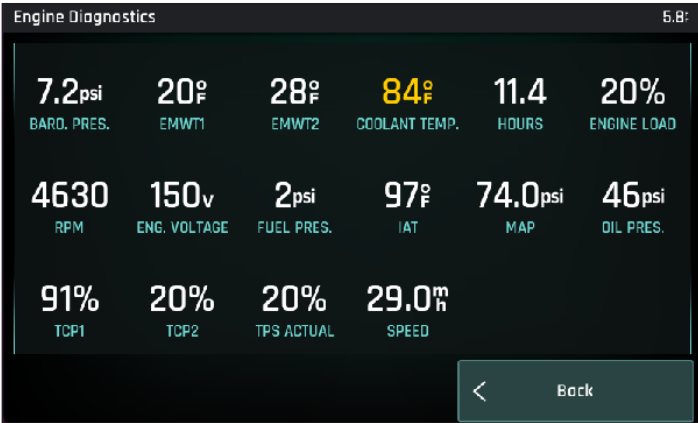 Engine Diagnostics 5.8
7.2psi 20°F 28°F 84°F 11.4 20%
BARO. PRES. EMWT1 EMWT2 COOLANT TEMP. HOURS ENGINE LOAD
4630 150v 2psi 97°F 74.0psi 46psi
RPM ENG. VOLTAGE FUEL PRES. IAT MAP OIL PRES.
91% 20% 20% 29.0mh
TCP1 TCP2 TPS ACTUAL SPEED
< Back